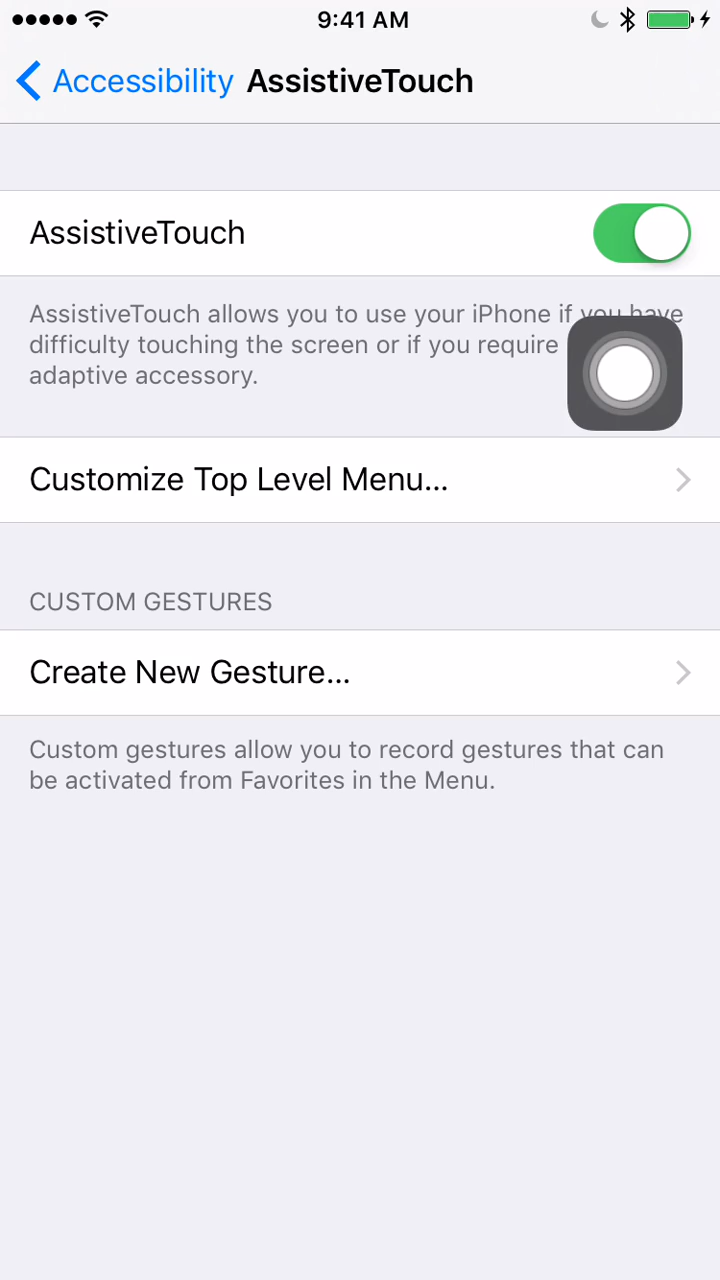 9:41 AM
Accessibility AssistiveTouch
AssistiveTouch
AssistiveTouch allows you to use your iPhone if you have
difficulty touching the screen or if you require
adaptive accessory.
Customize Top Level Menu...
CUSTOM GESTURES
Create New Gesture...
Custom gestures allow you to record gestures that can
be activated from Favorites in the Menu.